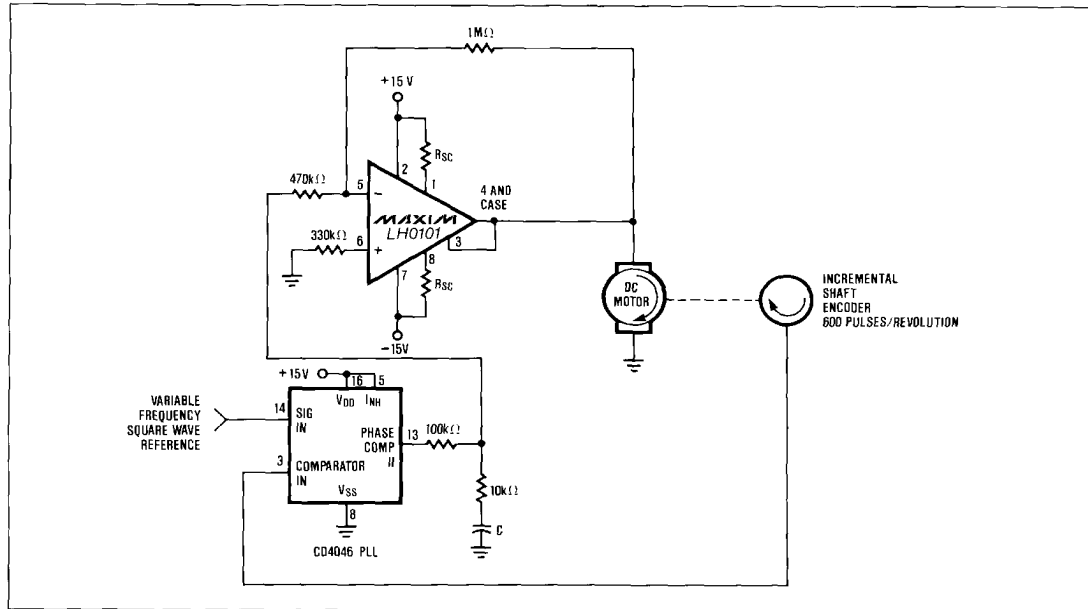 1MΩ
+15V
RSC
2
1
470kΩ
5
−
4 AND
CASE
MAXIM
LH0101
3
330kΩ
6
+
8
7
RSC
−15V
DC
MOTOR
INCREMENTAL
SHAFT
ENCODER
600 PULSES/REVOLUTION
+15V
16
5
VDD
INH
VARIABLE
FREQUENCY
SQUARE WAVE
REFERENCE
14
SIG
IN
PHASE
COMP
II
13
100kΩ
3
COMPARATOR
IN
VSS
8
10kΩ
C
CD4046 PLL